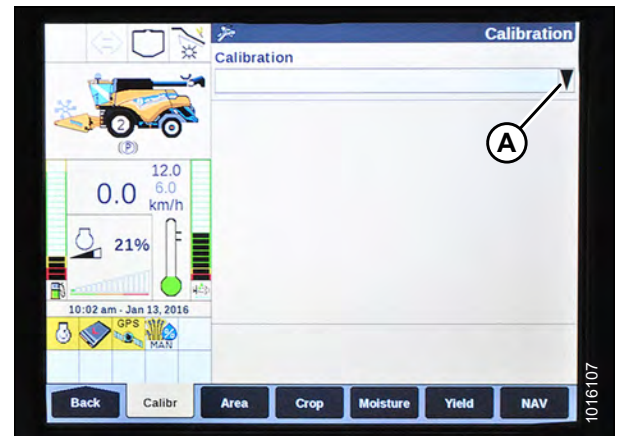 Calibration
Calibration
A
2
(P)
12.0
0.0 6.0
km/h
21%
F
10:02 am - Jan 13, 2016
GPS
MAN
Back Calibr Area Crop Moisture Yield NAV
1016107